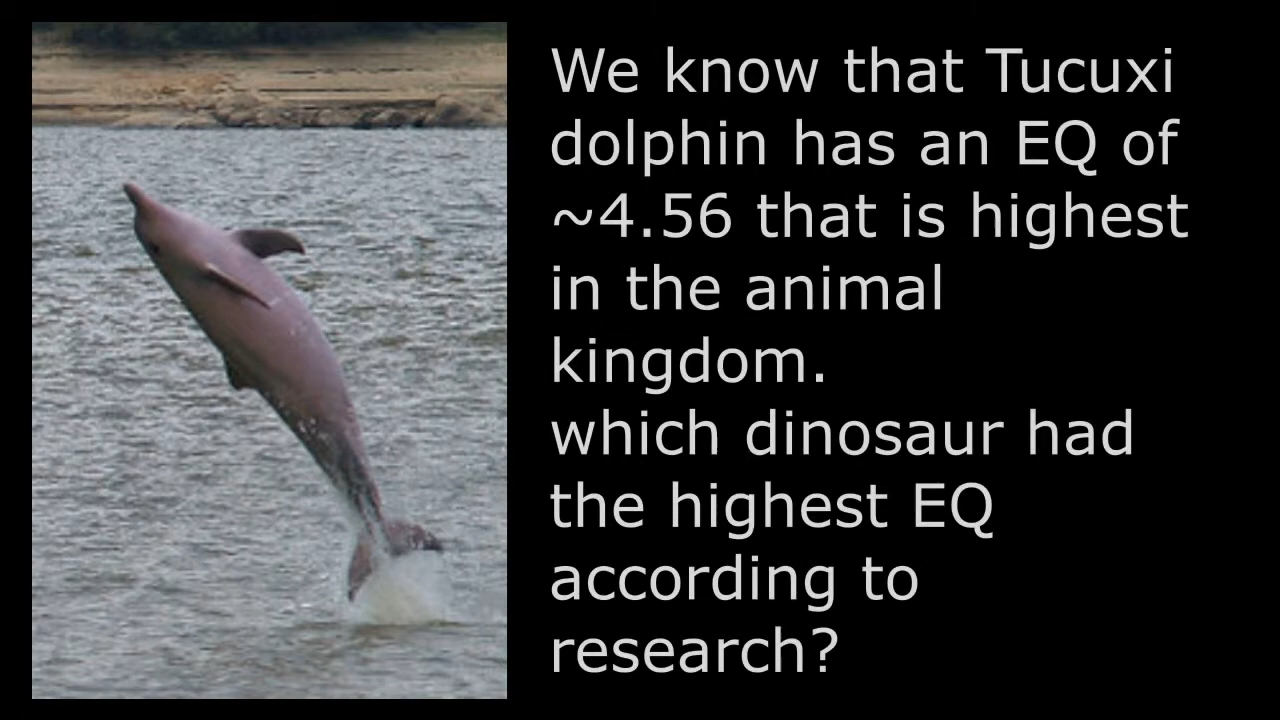 We know that Tucuxi
dolphin has an EQ of
~4.56 that is highest
in the animal
kingdom.
which dinosaur had
the highest EQ
according to
research?